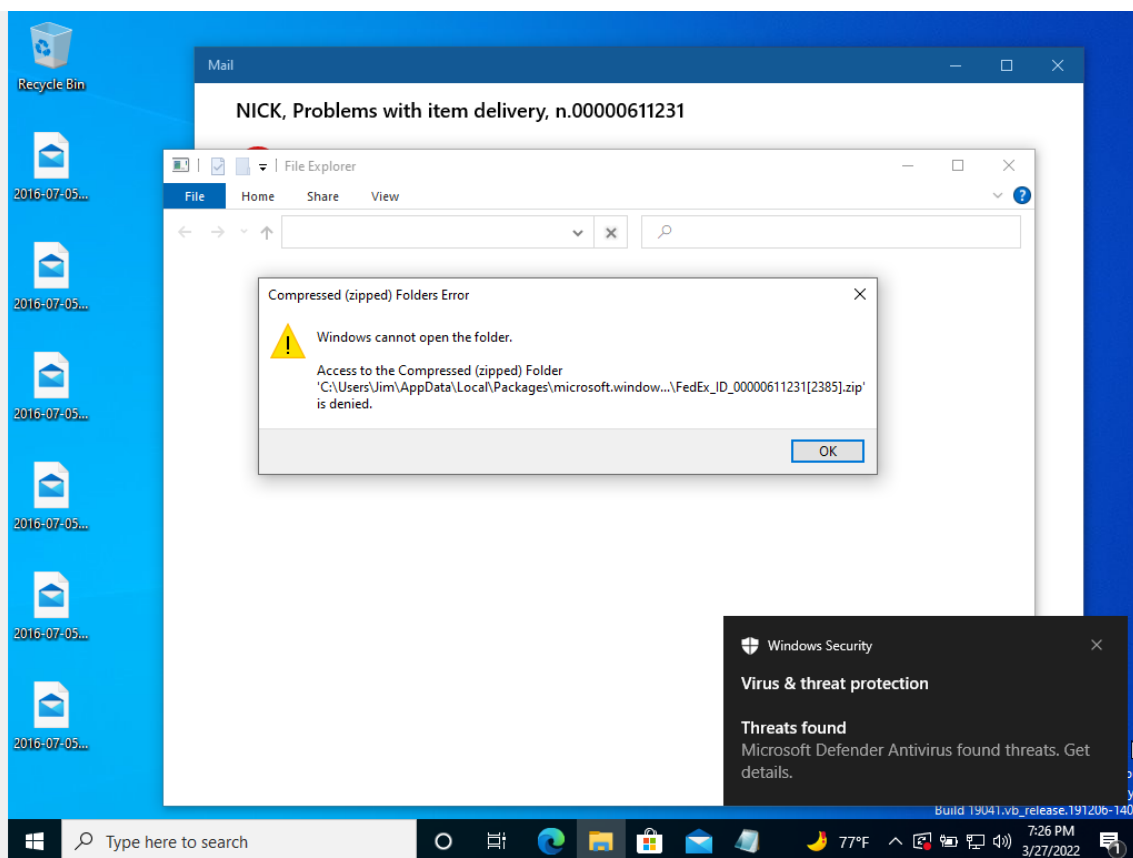 Recycle Bin
2016-07-05...
2016-07-05...
2016-07-05...
2016-07-05...
2016-07-05...
2016-07-05...
Mail
NICK, Problems with item delivery, n.00000611231
File Explorer
File Home Share View
Compressed (zipped) Folders Error
Windows cannot open the folder.
Access to the Compressed (zipped) Folder
'C:\Users\Jim\AppData\Local\Packages\microsoft.window...\FedEx_ID_00000611231[2385].zip'
is denied.
OK
Windows Security
Virus & threat protection
Threats found
Microsoft Defender Antivirus found threats. Get
details.
Build 19041.vb_release.191206-140
Type here to search
77°F
7:26 PM
3/27/2022
1